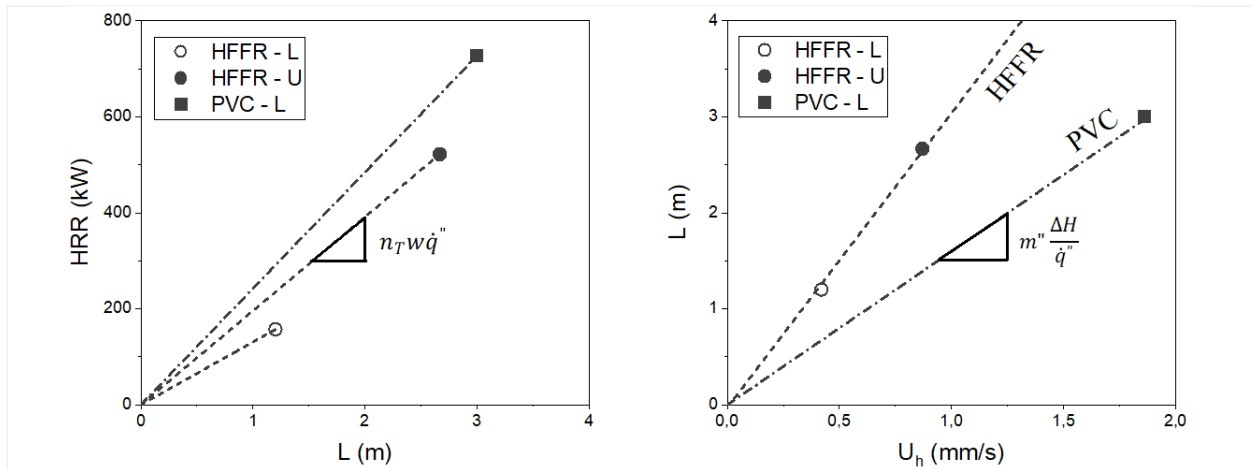 800
600
400
200
0
HRR (kW)
HFFR - L
HFFR - U
PVC - L
n_T w q̇"
0
1
2
3
4
L (m)
4
3
2
1
0
L (m)
HFFR - L
HFFR - U
PVC - L
HFFR
PVC
m" ΔH/q̇"
0,0
0,5
1,0
1,5
2,0
U_h (mm/s)